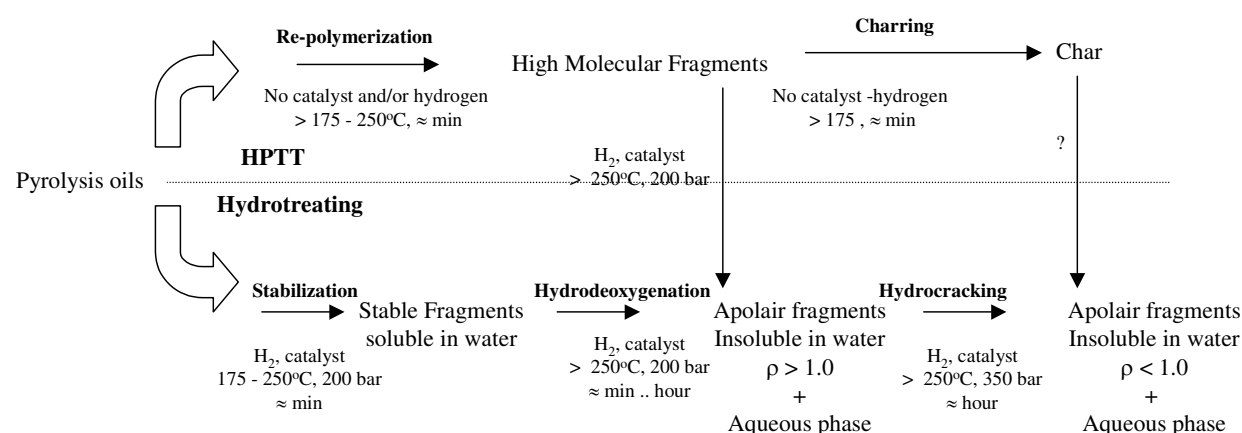 Re-polymerization
No catalyst and/or hydrogen
> 175 - 250°C, ≈ min
High Molecular Fragments
Charring
No catalyst -hydrogen
> 175 , ≈ min
Char
?
HPTT
H₂, catalyst
> 250°C, 200 bar
Pyrolysis oils
Hydrotreating
Stabilization
H₂, catalyst
175 - 250°C, 200 bar
≈ min
Stable Fragments
soluble in water
Hydrodeoxygenation
H₂, catalyst
> 250°C, 200 bar
≈ min .. hour
Apolair fragments
Insoluble in water
ρ > 1.0
+
Aqueous phase
Hydrocracking
H₂, catalyst
> 250°C, 350 bar
≈ hour
Apolair fragments
Insoluble in water
ρ < 1.0
+
Aqueous phase